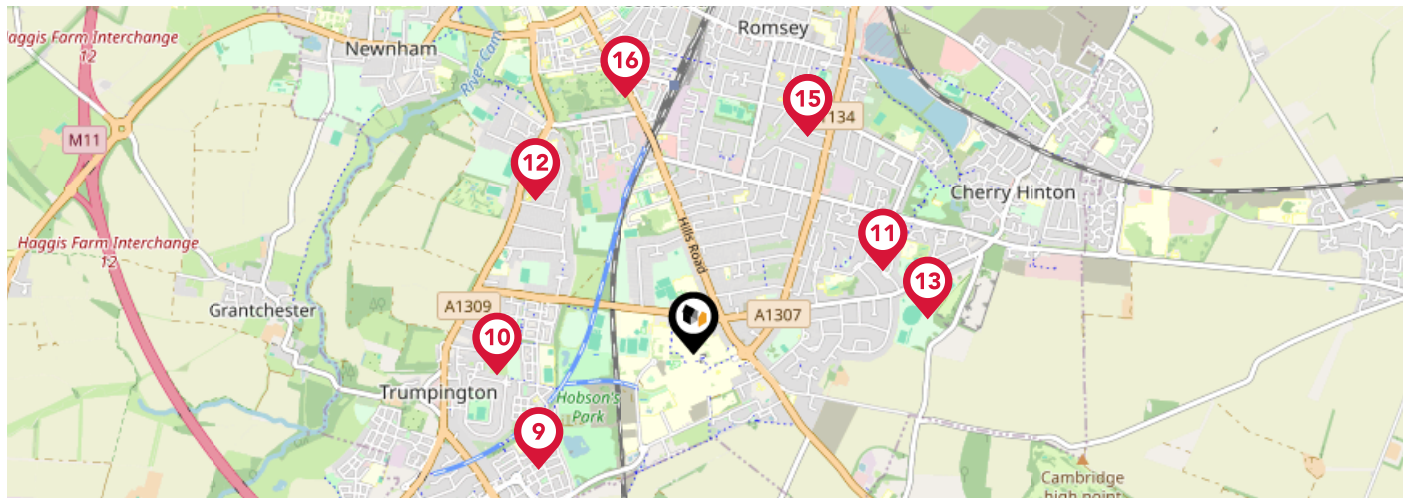 Romsey
Haggis Farm Interchange
12
Newnham
16
River Cam
15
134
M11
12
Cherry Hinton
11
Hills Road
Haggis Farm Interchange
12
13
Grantchester
A1309
A1307
10
Trumpington
Hobson's
Park
9
Cambridge
high point